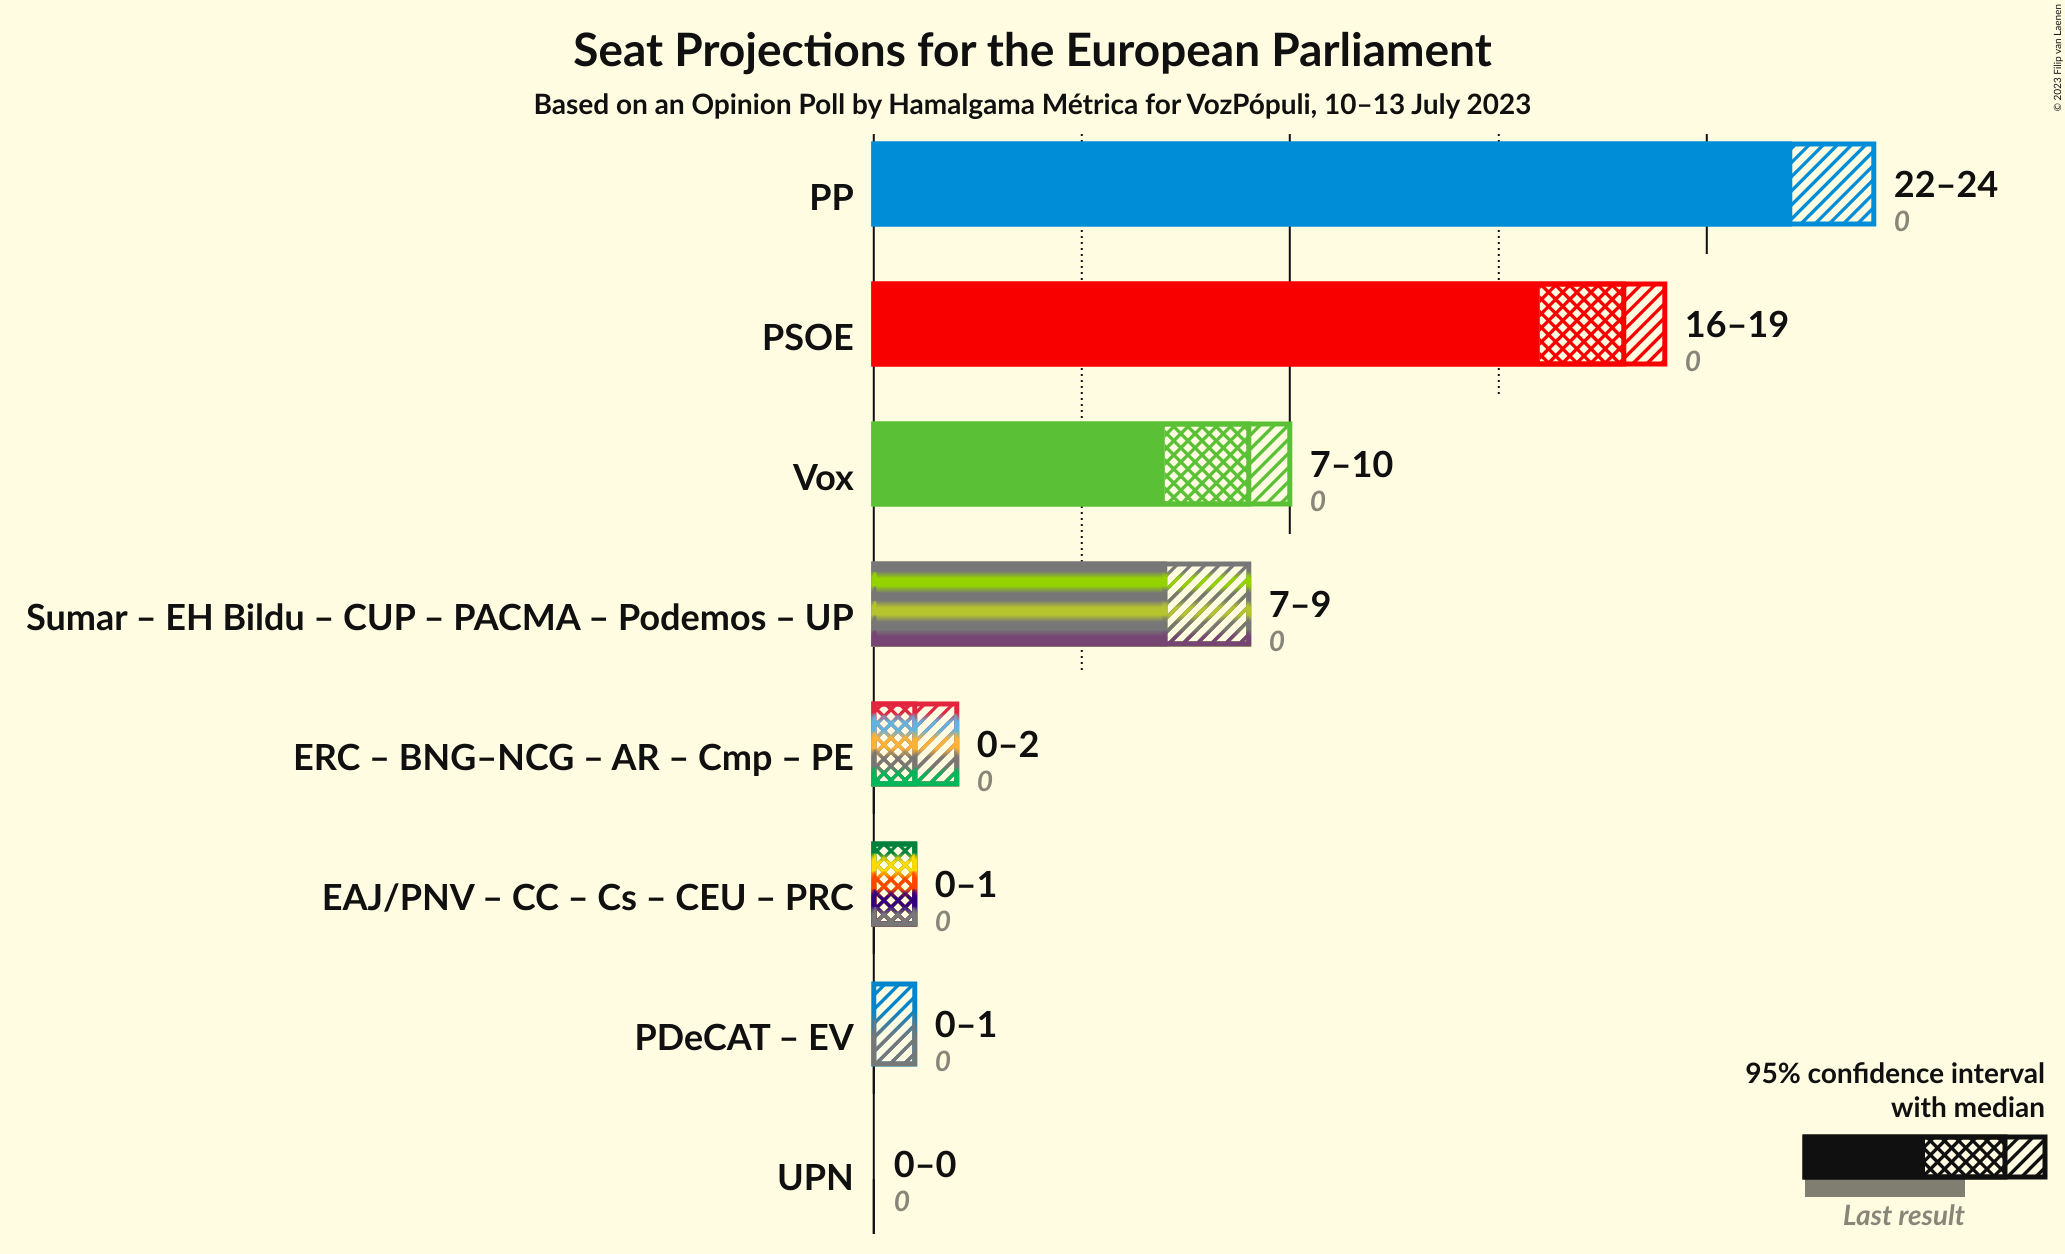 Seat Projections for the European Parliament
Based on an Opinion Poll by Hamalgama Métrica for VozPópuli, 10–13 July 2023
© 2023 Filip van Laenen
PP
22–24
0
PSOE
16–19
0
Vox
7–10
0
Sumar – EH Bildu – CUP – PACMA – Podemos – UP
7–9
0
ERC – BNG–NCG – AR – Cmp – PE
0–2
0
EAJ/PNV – CC – Cs – CEU – PRC
0–1
0
PDeCAT – EV
0–1
0
UPN
0–0
0
95% confidence interval
with median
Last result